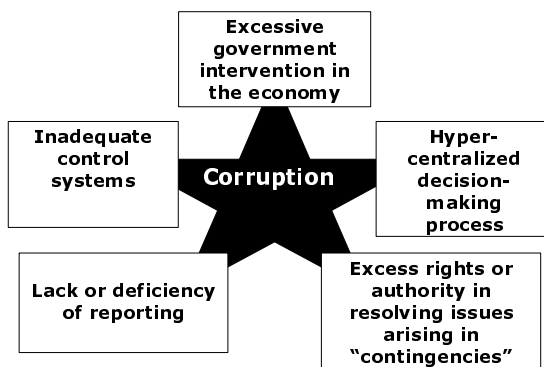 Excessive
government
intervention in
the economy
Inadequate
control
systems
Corruption
Hyper-
centralized
decision-
making
process
Lack or deficiency
of reporting
Excess rights or
authority in
resolving issues
arising in
“contingencies”